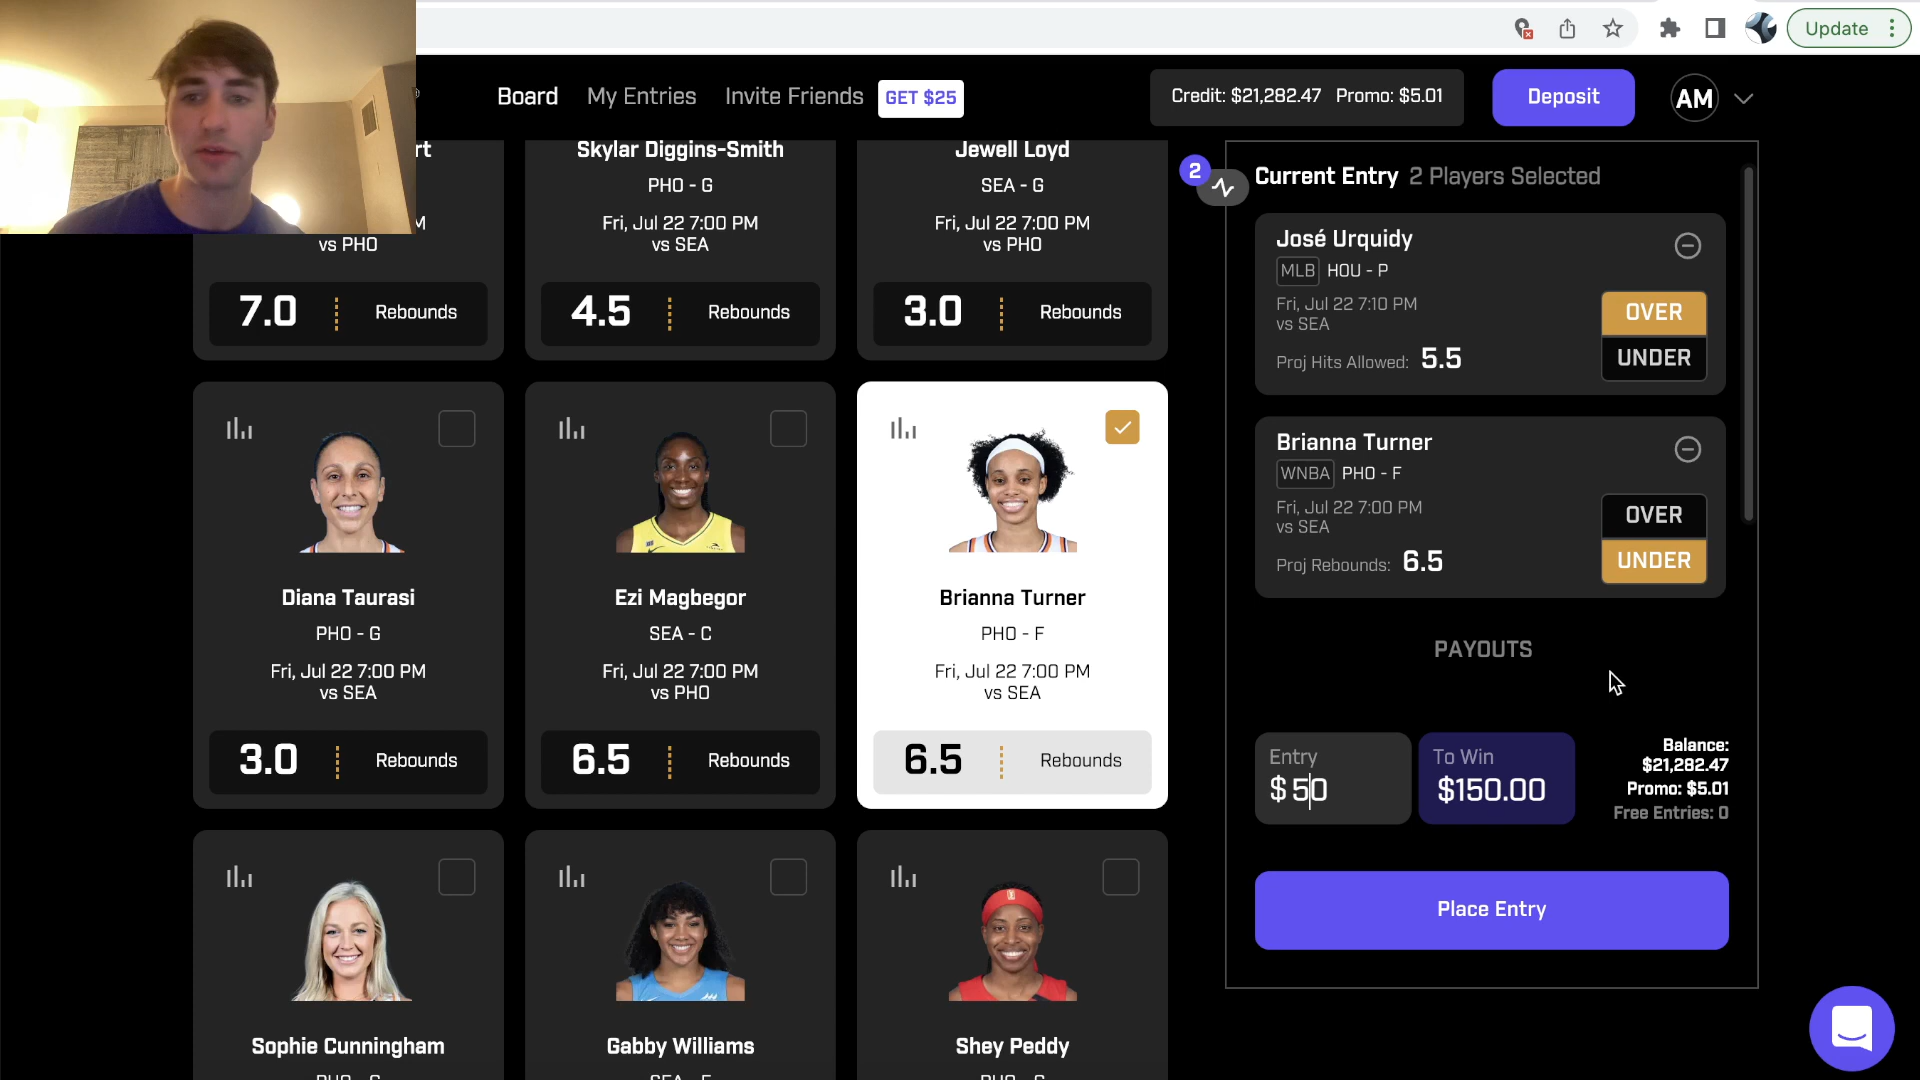 Update
Board
My Entries
Invite Friends
GET $25
Credit: $21,282.47
Promo: $5.01
Deposit
AM
rt
M
vs PHO
7.0
Rebounds
Skylar Diggins-Smith
PHO - G
Fri, Jul 22 7:00 PM
vs SEA
4.5
Rebounds
Jewell Loyd
SEA - G
Fri, Jul 22 7:00 PM
vs PHO
3.0
Rebounds
Diana Taurasi
PHO - G
Fri, Jul 22 7:00 PM
vs SEA
3.0
Rebounds
Ezi Magbegor
SEA - C
Fri, Jul 22 7:00 PM
vs PHO
6.5
Rebounds
Brianna Turner
PHO - F
Fri, Jul 22 7:00 PM
vs SEA
6.5
Rebounds
Sophie Cunningham
PHO - G
Gabby Williams
SEA - F
Shey Peddy
PHO - G
2
Current Entry
2 Players Selected
José Urquidy
MLB
HOU - P
Fri, Jul 22 7:10 PM
vs SEA
Proj Hits Allowed: 5.5
OVER
UNDER
Brianna Turner
WNBA
PHO - F
Fri, Jul 22 7:00 PM
vs SEA
Proj Rebounds: 6.5
OVER
UNDER
PAYOUTS
Entry
$ 50
To Win
$150.00
Balance:
$21,282.47
Promo: $5.01
Free Entries: 0
Place Entry